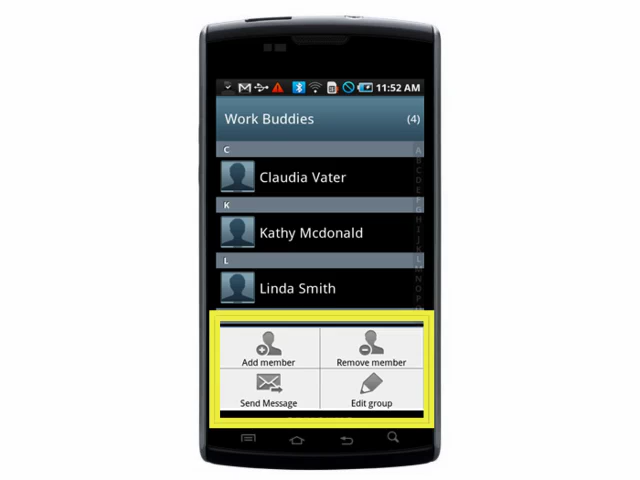 11:52 AM
Work Buddies (4)
C
Claudia Vater
K
Kathy Mcdonald
L
Linda Smith
A
B
C
D
E
F
G
H
I
J
K
L
M
N
O
P
Add member Remove member
Send Message Edit group